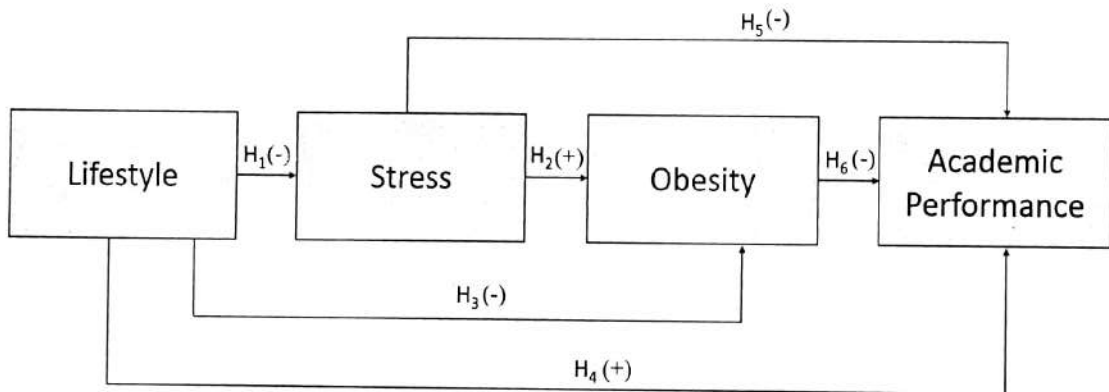 H₅(-)
Lifestyle
H₁(-)
Stress
H₂(+)
Obesity
H₆(-)
Academic
Performance
H₃(-)
H₄(+)